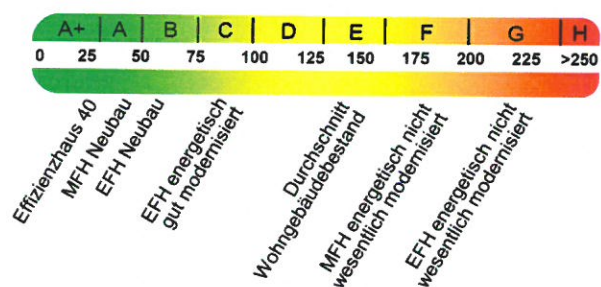 A+ A B C D E F G H
0 25 50 75 100 125 150 175 200 225 >250
Effizienzhaus 40
MFH Neubau
EFH Neubau
EFH energetisch
gut modernisiert
Durchschnitt
Wohngebäudebestand
MFH energetisch nicht
wesentlich modernisiert
EFH energetisch nicht
wesentlich modernisiert